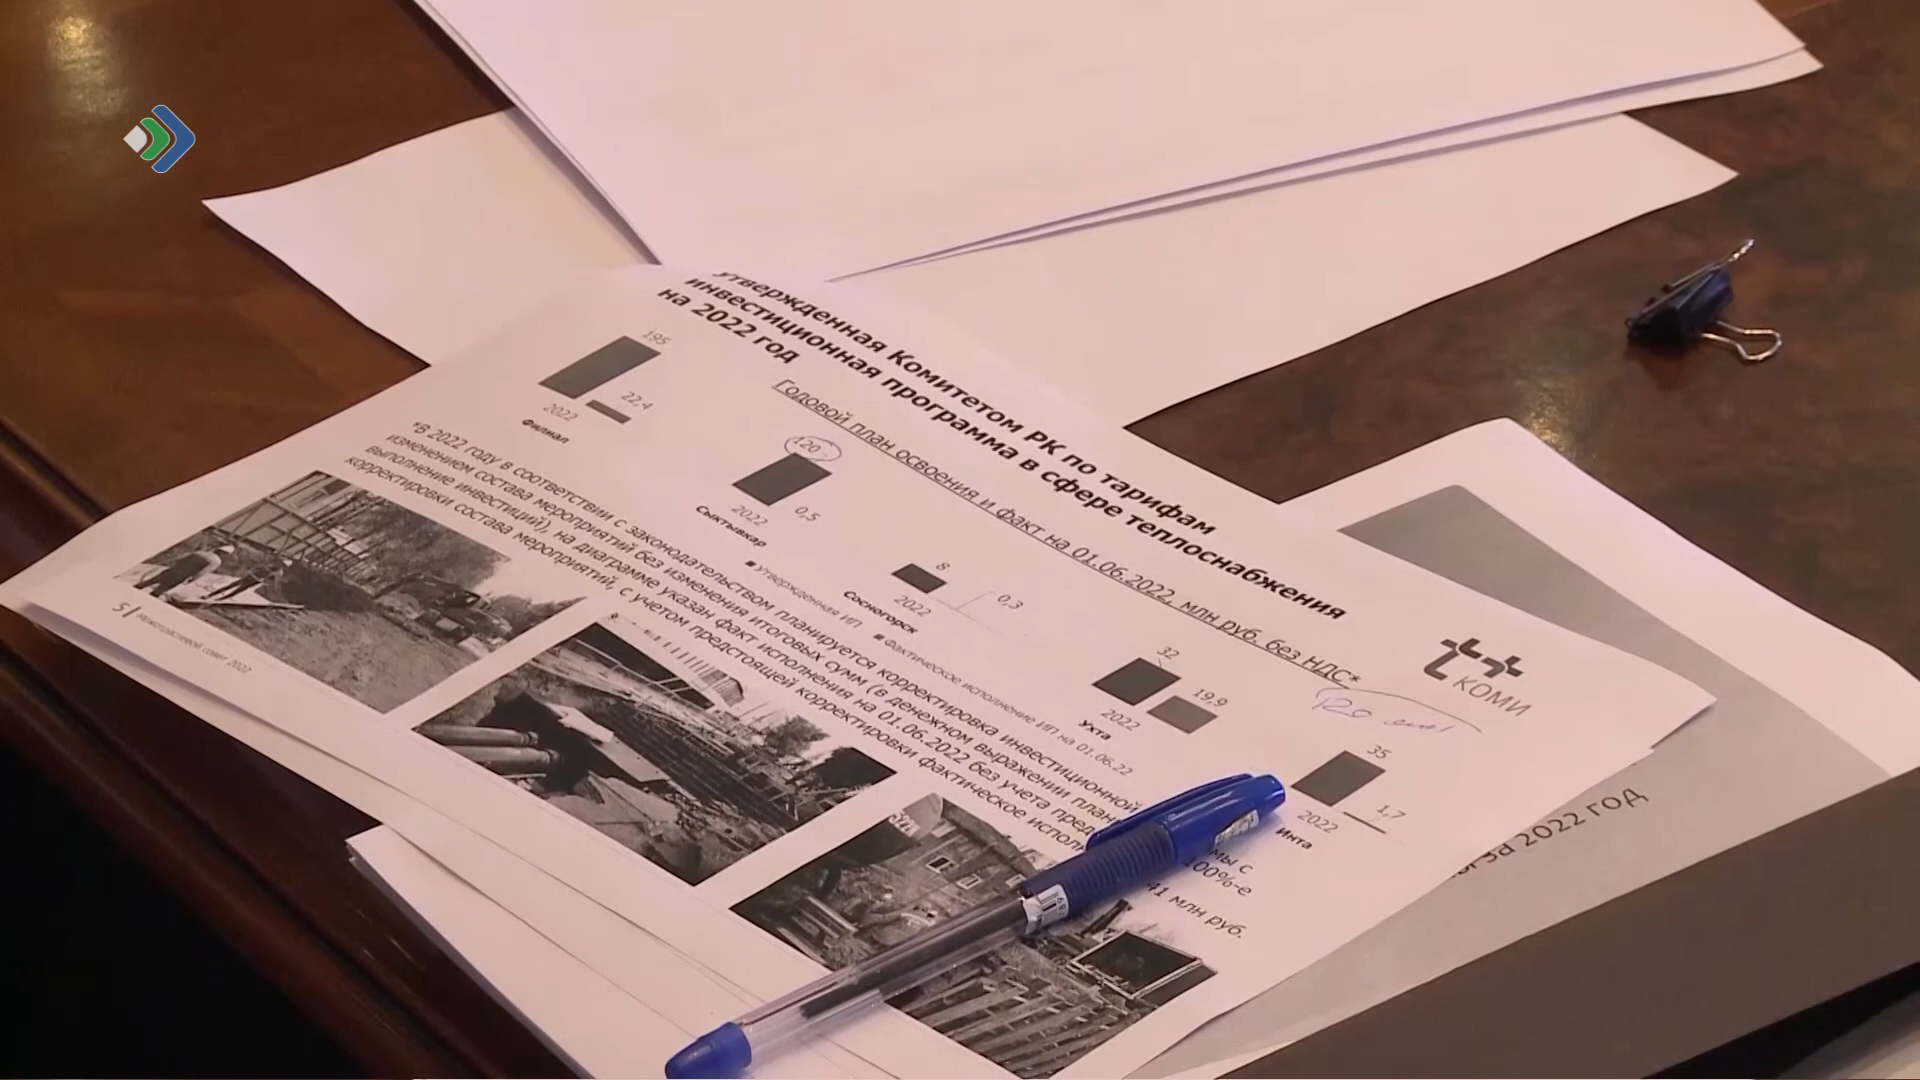 утвержденная Комитетом РК по тарифам
инвестиционная программа в сфере теплоснабжения
на 2022 год
Годовой план освоения и факт на 01.06.2022, млн руб. без НДС*
КОМИ
195
22,4
2022
Филиал
120
0,5
2022
Сыктывкар
8
0,3
2022
Сосногорск
32
19,9
2022
Ухта
35
1,7
2022
Инта
утвержденная ИП
Фактическое исполнение ИП на 01.06.22
*В 2022 году в соответствии с законодательством планируется корректировка инвестиционной
мы с
изменением состава мероприятий без изменения итоговых сумм (в денежном выражении план
100%-е
выполнение инвестиций), на диаграмме указан факт исполнения на 01.06.2022 без учета пред
41 млн руб.
корректировки состава мероприятий, с учетом предстоящей корректировки фактическое испол
5
Межотраслевой совет 2022
за 2022 год